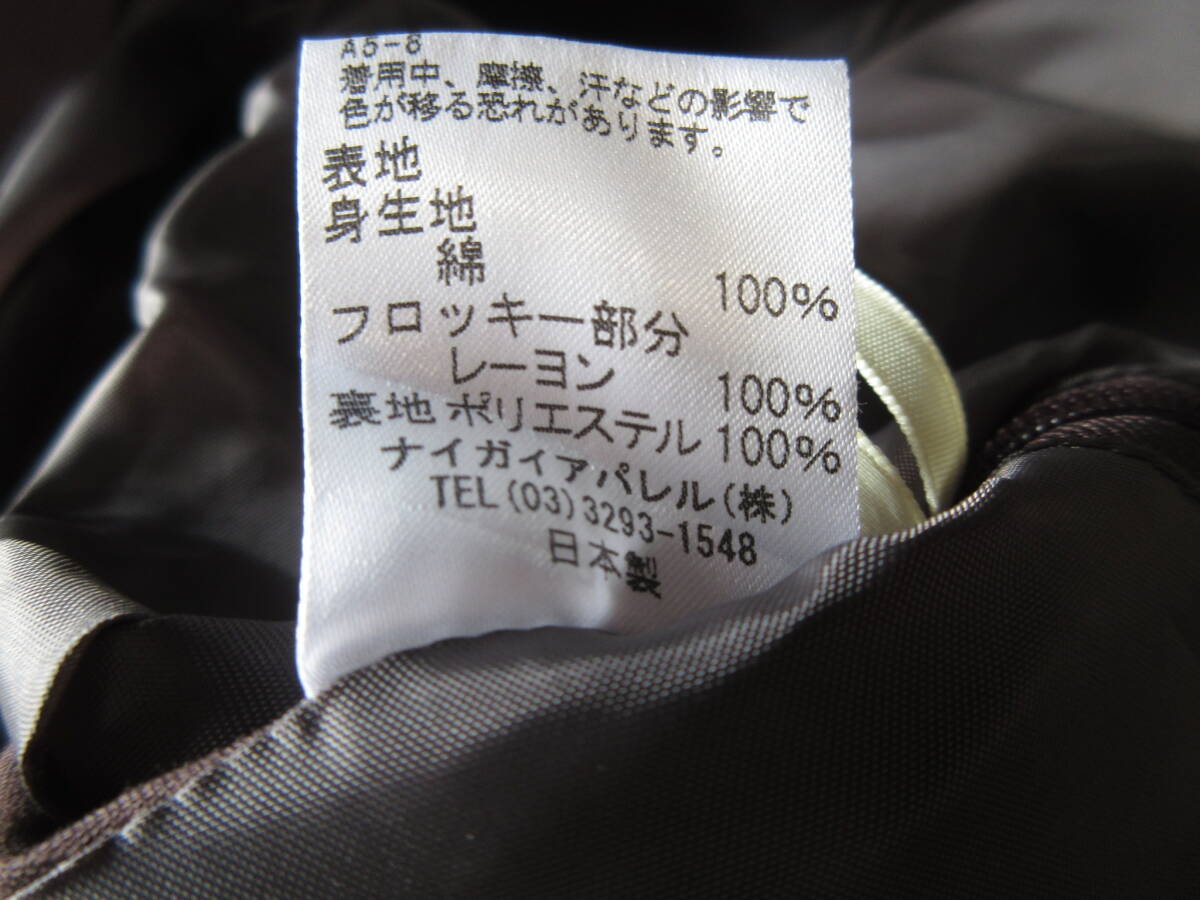 A5-8
着用中、摩擦、汗などの影響で
色が移る恐れがあります。
表地
身生地
綿 100%
フロッキー部分
レーヨン 100%
裏地 ポリエステル 100%
ナイガイアパレル(株)
TEL(03)3293-1548
日本製